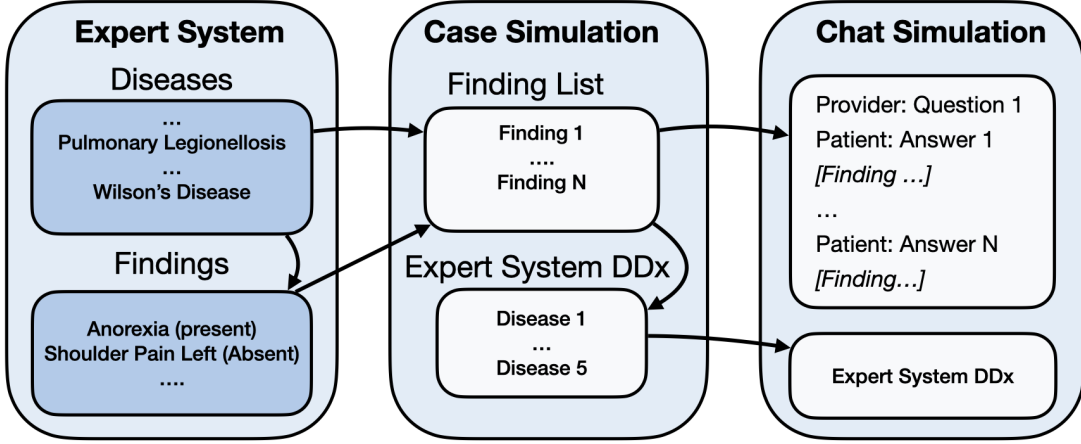 Expert System
Diseases
...
Pulmonary Legionellosis
...
Wilson's Disease
Findings
Anorexia (present)
Shoulder Pain Left (Absent)
....
Case Simulation
Finding List
Finding 1
....
Finding N
Expert System DDx
Disease 1
...
Disease 5
Chat Simulation
Provider: Question 1
Patient: Answer 1
[Finding ...]
...
Patient: Answer N
[Finding...]
Expert System DDx